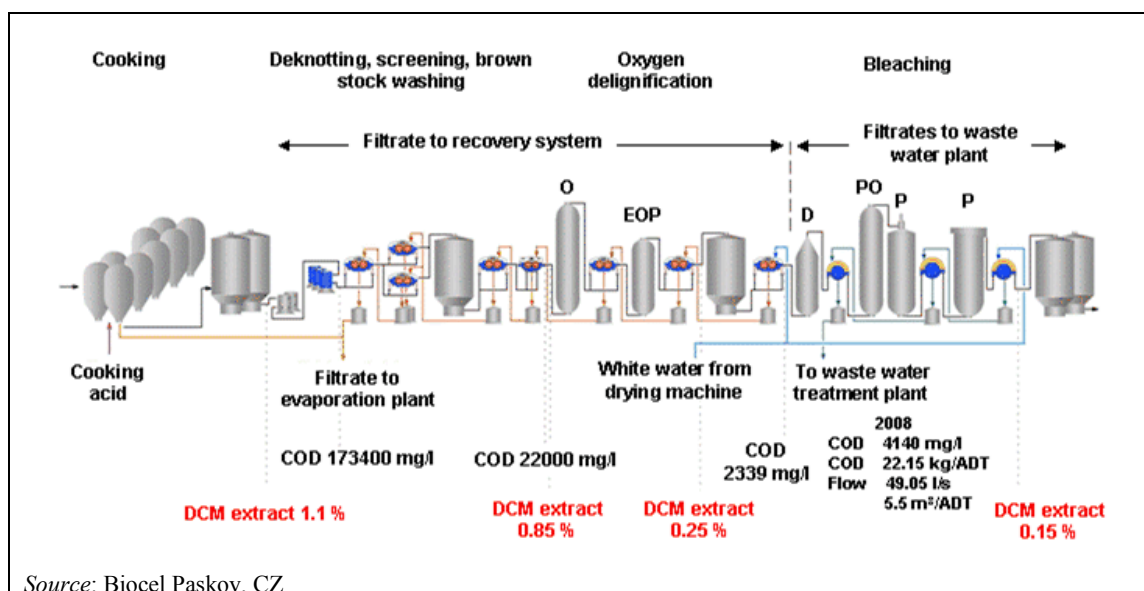 Cooking
Deknotting, screening, brown
stock washing
Oxygen
delignification
Bleaching
Filtrate to recovery system
Filtrates to waste
water plant
O
EOP
D
PO
P
P
Cooking
acid
Filtrate to
evaporation plant
White water from
drying machine
To waste water
treatment plant
2008
COD 4140 mg/l
COD 22.15 kg/ADT
Flow 49.05 l/s
5.5 m³/ADT
COD 173400 mg/l
COD 22000 mg/l
COD
2339 mg/l
DCM extract 1.1 %
DCM extract
0.85 %
DCM extract
0.25 %
DCM extract
0.15 %
Source: Biocel Paskov, CZ